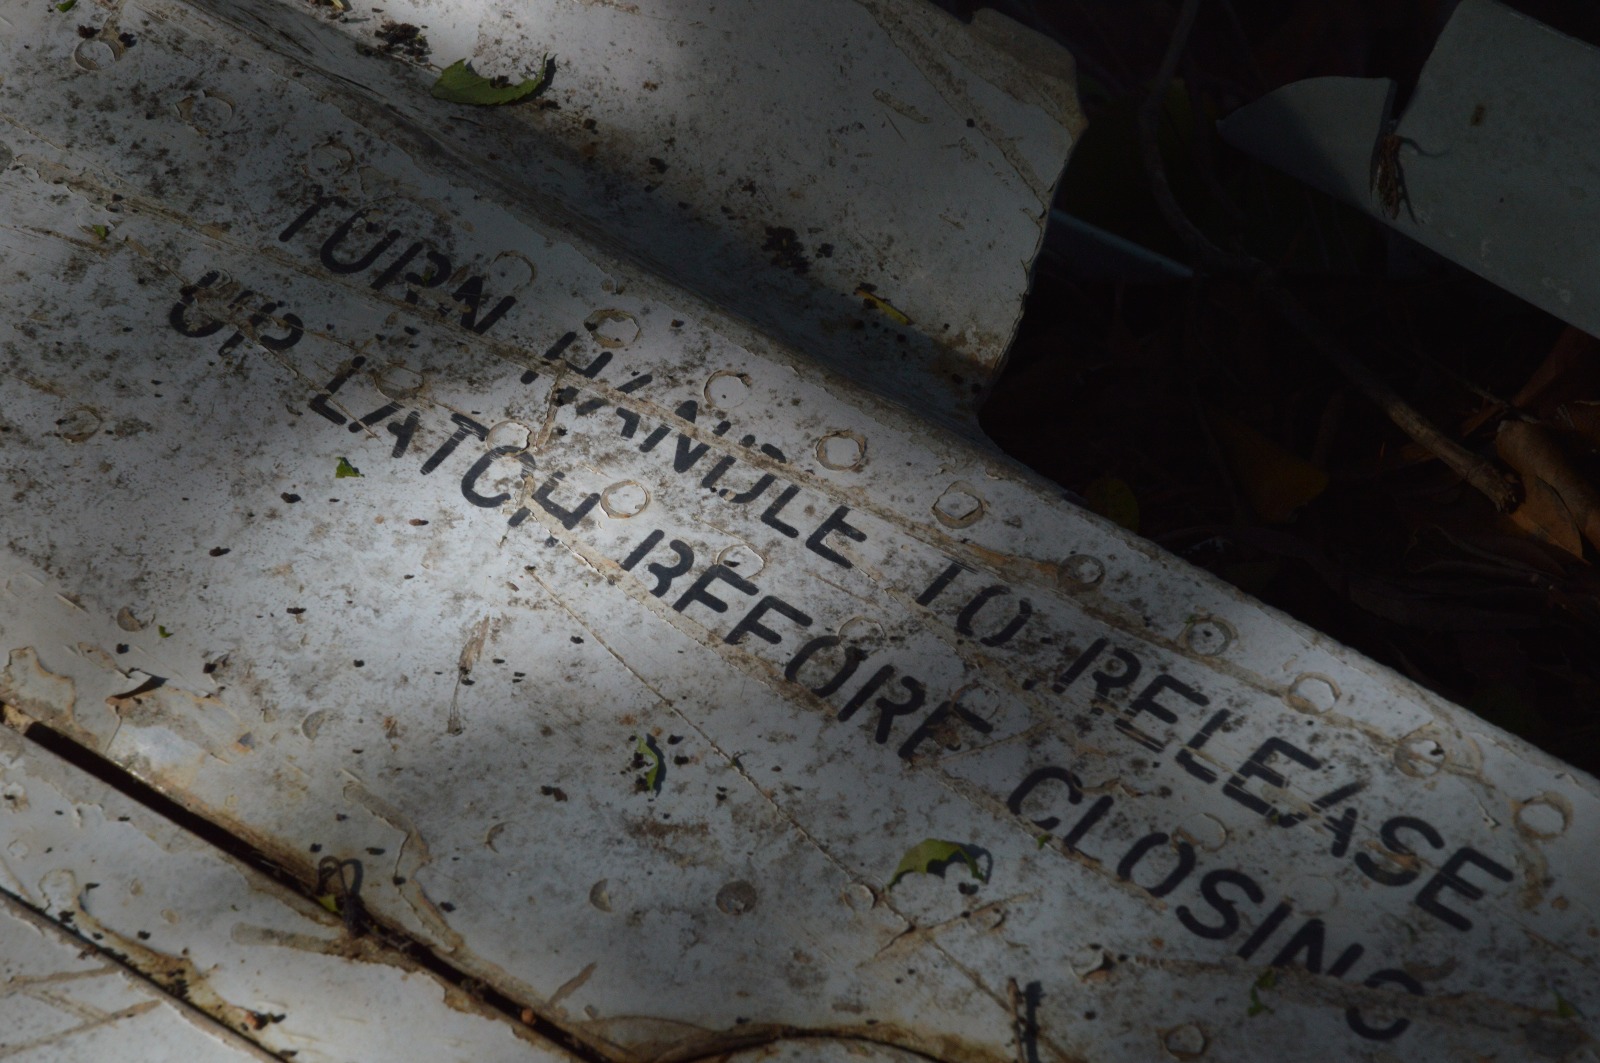 TURN HANDLE TO RELEASE
UP LATCH BEFORE CLOSING